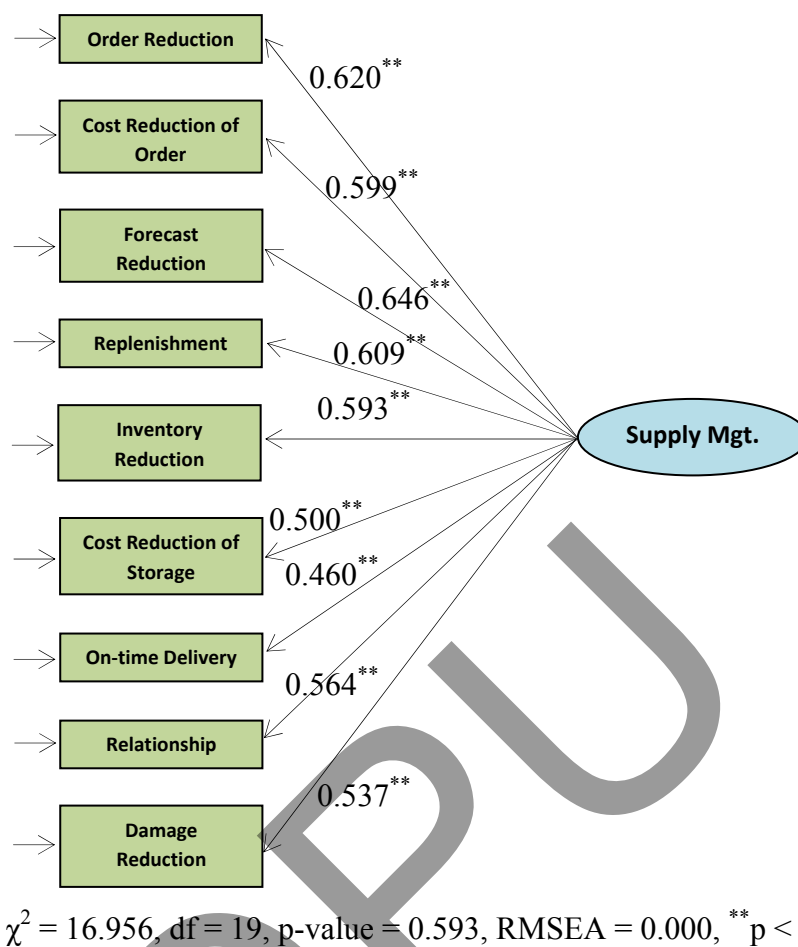 Order Reduction
0.620**
Cost Reduction of
Order
0.599**
Forecast
Reduction
0.646**
Replenishment
0.609**
0.593**
Inventory
Reduction
Supply Mgt.
0.500**
Cost Reduction of
Storage
0.460**
On-time Delivery
0.564**
Relationship
0.537**
Damage
Reduction
χ² = 16.956, df = 19, p-value = 0.593, RMSEA = 0.000, **p <
PU